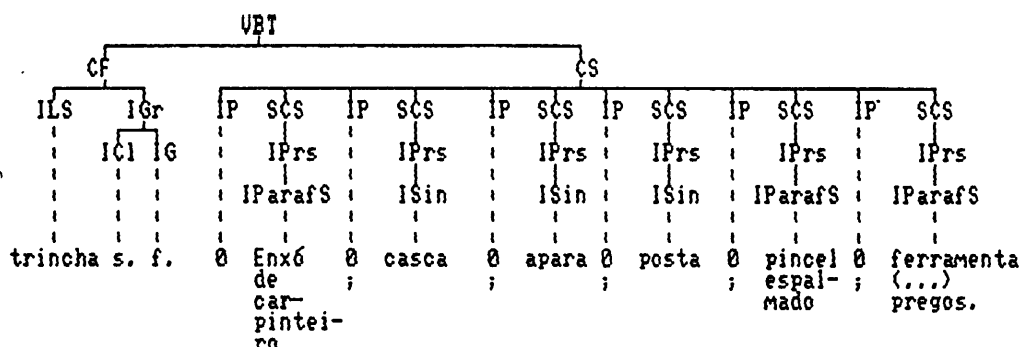 VBT
CF CS
ILS IGr IP SCS IP SCS IP SCS IP SCS IP SCS IP SCS
ICl IG IPrs IPrs IPrs IPrs IPrs IPrs
IParafS ISin ISin ISin IParafS IParafS
trincha s. f. 0 Enxó 0 casca 0 apara 0 posta 0 pincel 0 ferramenta
de ; ; ; ; espal- ; (...)
car- mado pregos.
pintei-
ro